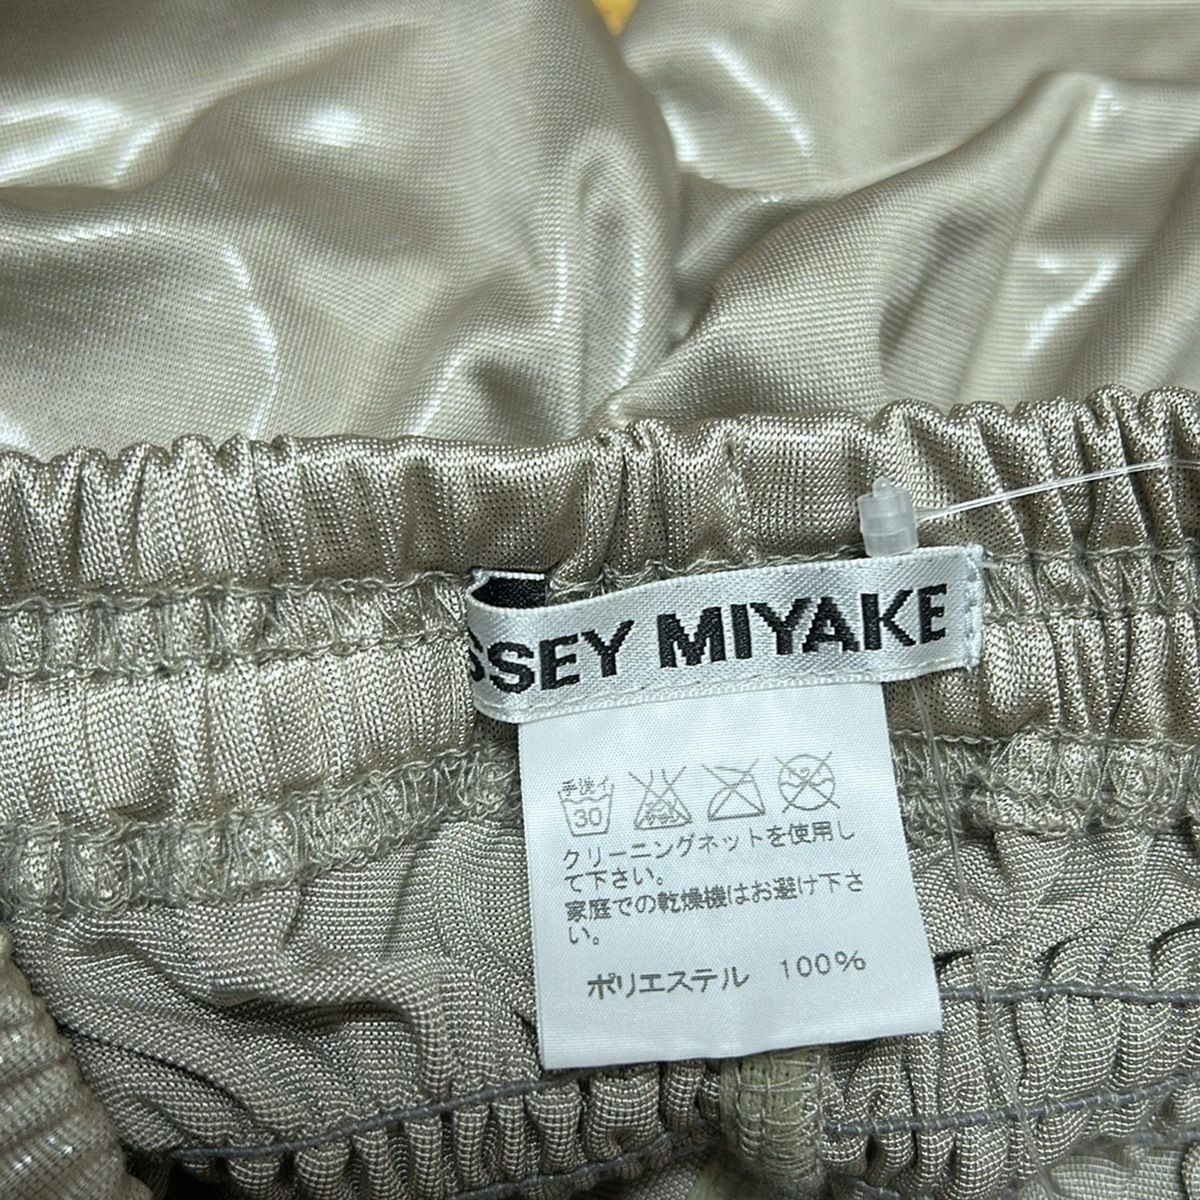 SSEY MIYAKE
手洗イ
30
クリーニングネットを使用し
て下さい。
家庭での乾燥機はお避け下さ
い。
ポリエステル 100%